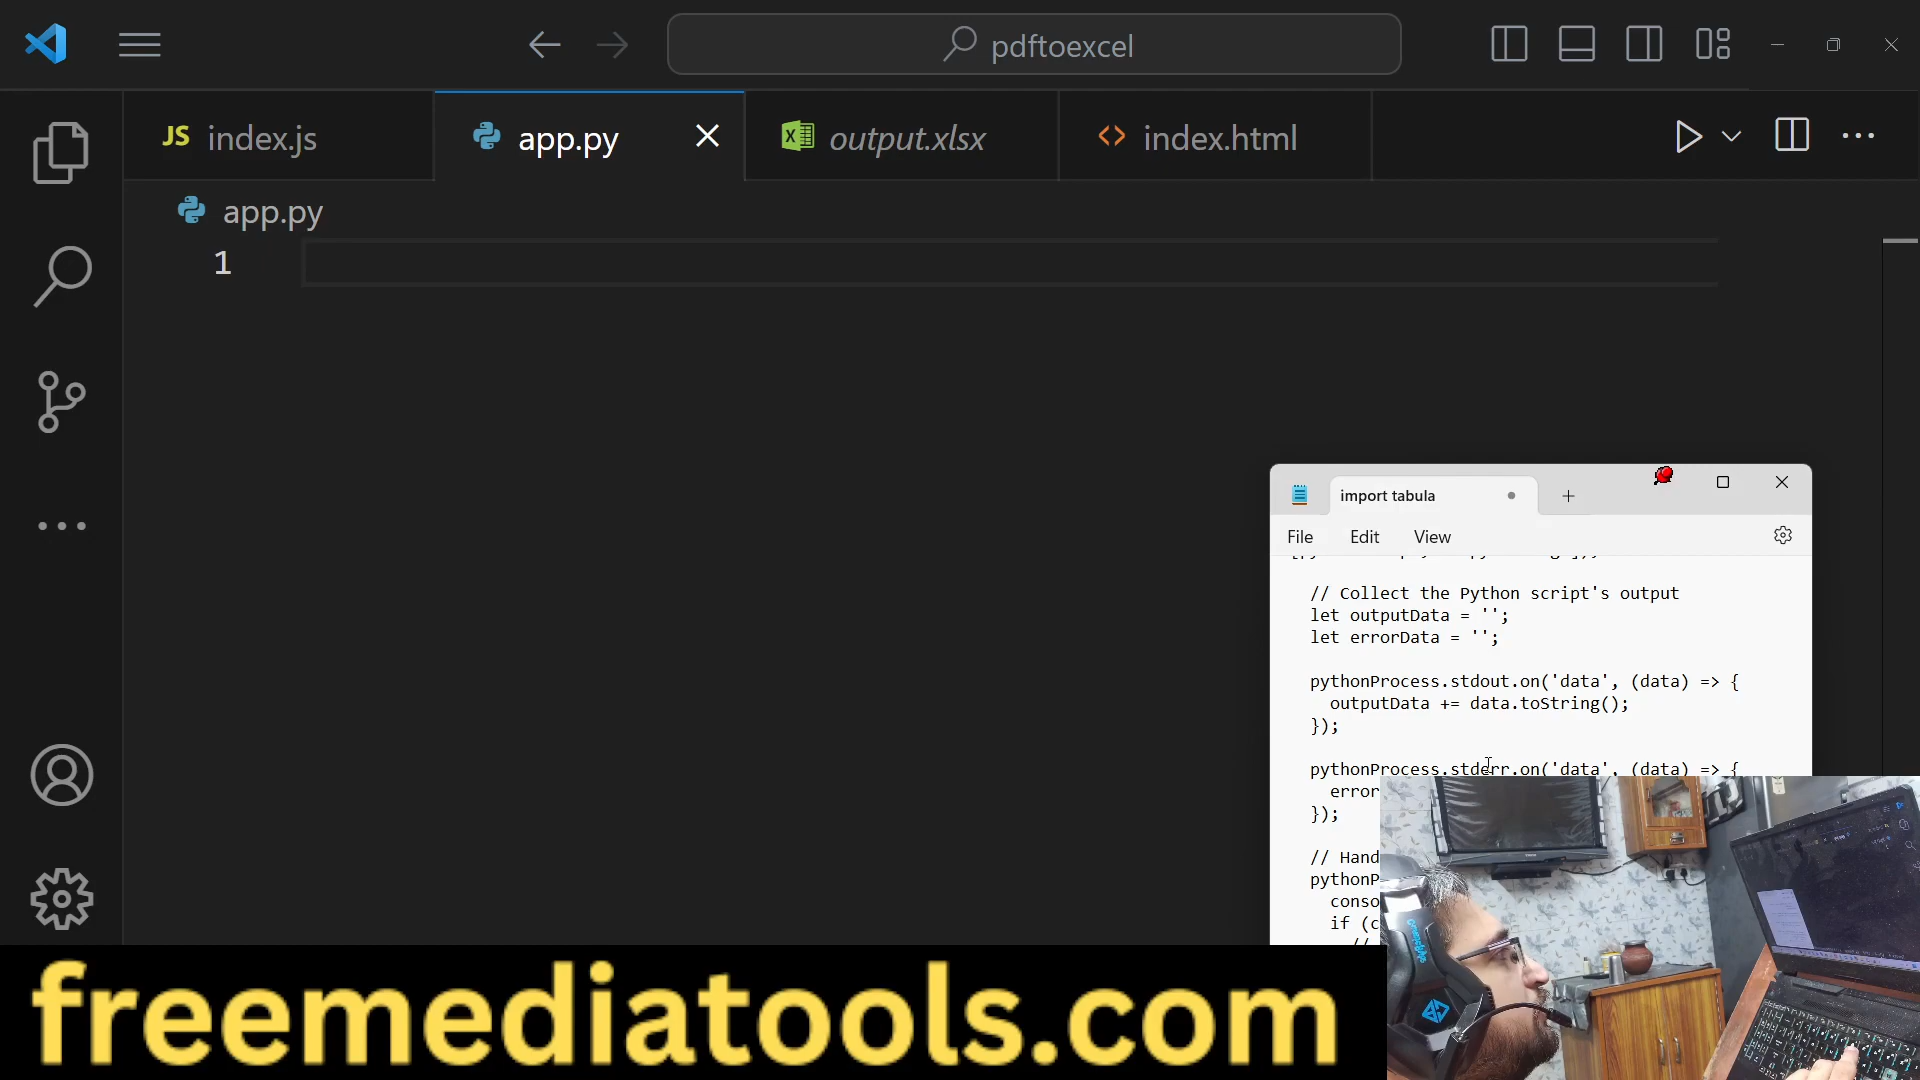 pdftoexcel
JS index.js
app.py
output.xlsx
index.html
app.py
1
import tabula
File Edit View
// Collect the Python script's output
let outputData = '';
let errorData = '';
pythonProcess.stdout.on('data', (data) => {
outputData += data.toString();
});
pythonProcess.stderr.on('data', (data) => {
error
});
// Hand
pythonP
conso
if (c
//
freemediatools.com